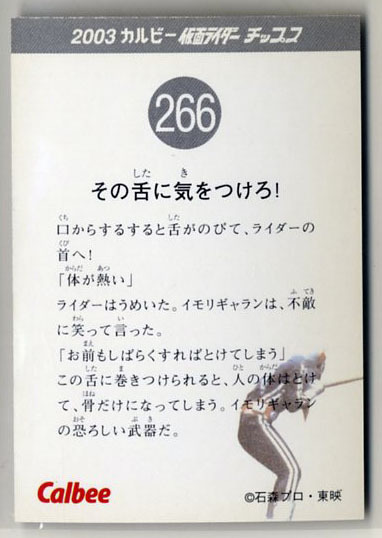 2003 カルビー 仮面ライダー チップス
266
その舌に気をつけろ!
口からするすると舌がのびて、ライダーの
首へ!
「体が熱い」
ライダーはうめいた。イモリギャランは、不敵
に笑って言った。
「お前もしばらくすればとけてしまう」
この舌に巻きつけられると、人の体はとけ
て、骨だけになってしまう。イモリギャラン
の恐ろしい武器だ。
Calbee
©石森プロ・東映